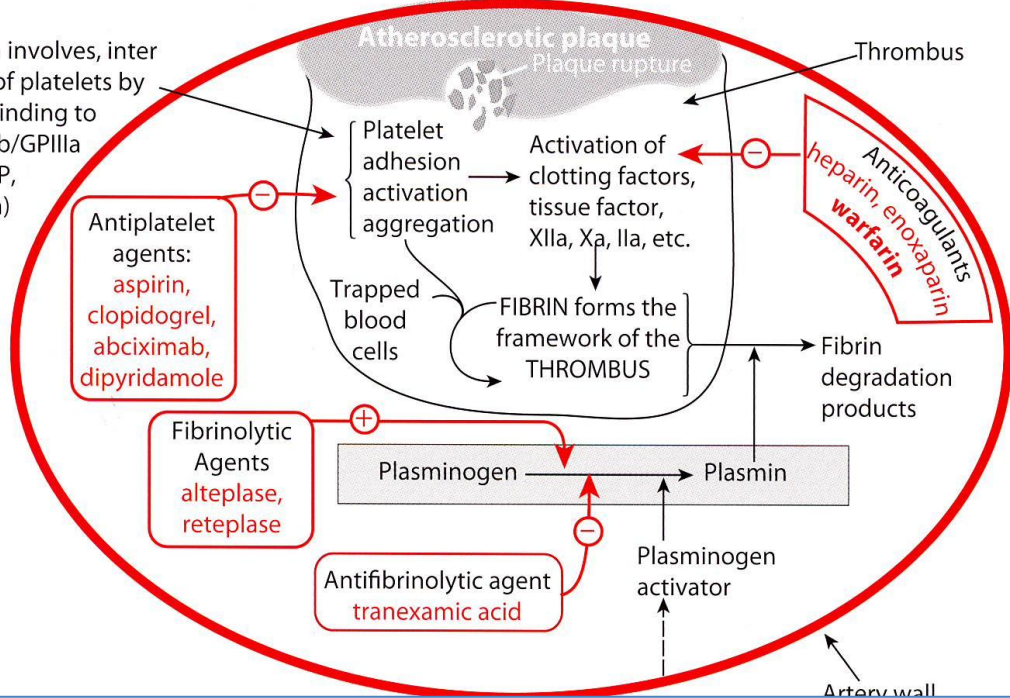 Atherosclerotic plaque
Plaque rupture
involves, inter
of platelets by
inding to
b/GPIIIa
P,
)
Thrombus
Platelet
adhesion
activation
aggregation
Activation of
clotting factors,
tissue factor,
XIIa, Xa, IIa, etc.
Anticoagulants
heparin, enoxaparin
warfarin
Antiplatelet
agents:
aspirin,
clopidogrel,
abciximab,
dipyridamole
Trapped
blood
cells
FIBRIN forms the
framework of the
THROMBUS
Fibrin
degradation
products
Fibrinolytic
Agents
alteplase,
reteplase
Plasminogen
Plasmin
Antifibrinolytic agent
tranexamic acid
Plasminogen
activator
Artery wall